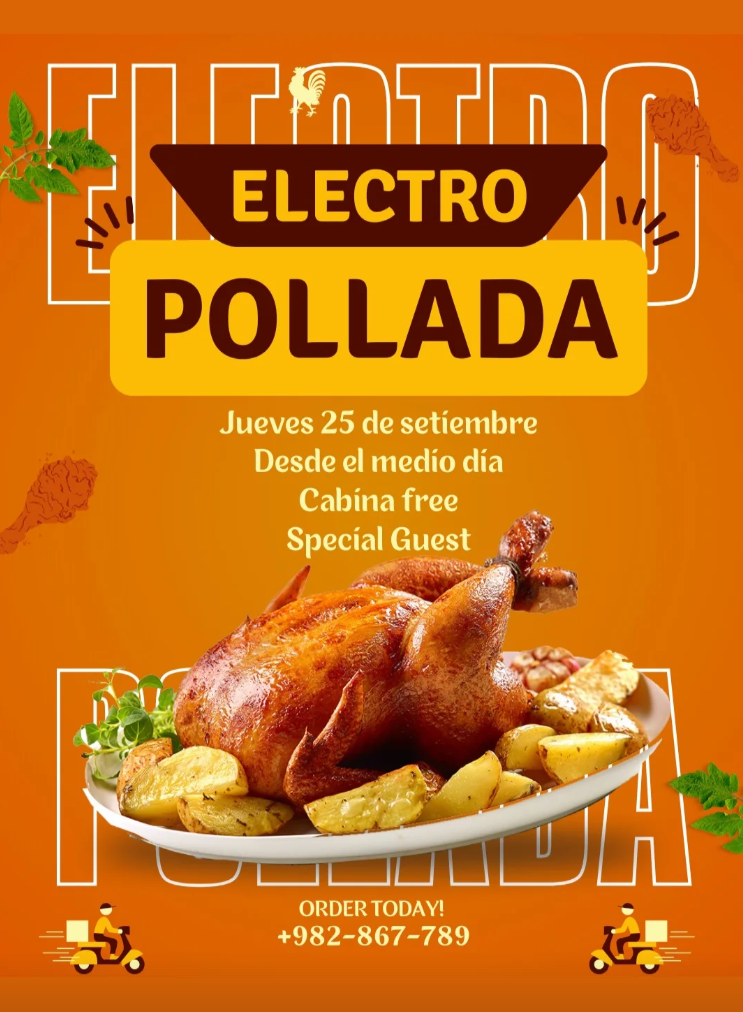 ELECTRO
ELECTRO
POLLADA
Jueves 25 de setiembre
Desde el medio día
Cabina free
Special Guest
POLLADA
ORDER TODAY!
+982-867-789